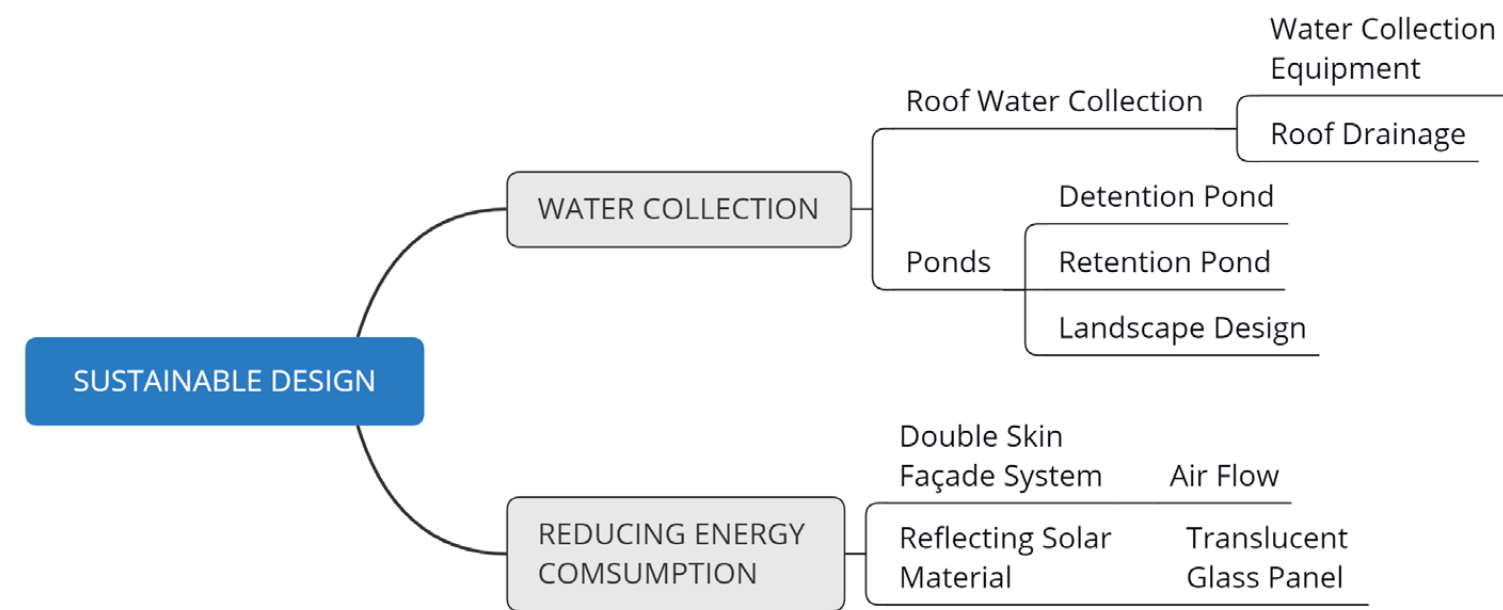 SUSTAINABLE DESIGN
WATER COLLECTION
Roof Water Collection
Water Collection
Equipment
Roof Drainage
Ponds
Detention Pond
Retention Pond
Landscape Design
REDUCING ENERGY
COMSUMPTION
Double Skin
Façade System
Air Flow
Reflecting Solar
Material
Translucent
Glass Panel